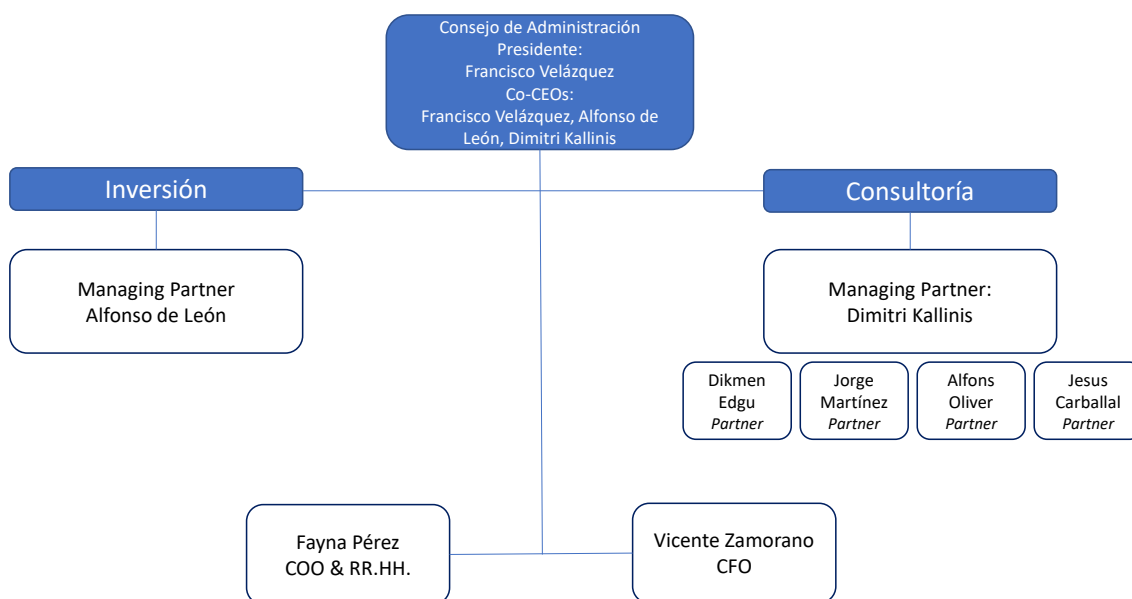 Consejo de Administración
Presidente:
Francisco Velázquez
Co-CEOs:
Francisco Velázquez, Alfonso de
León, Dimitri Kallinis
Inversión
Consultoría
Managing Partner
Alfonso de León
Managing Partner:
Dimitri Kallinis
Dikmen
Edgu
Partner
Jorge
Martínez
Partner
Alfons
Oliver
Partner
Jesus
Carballal
Partner
Fayna Pérez
COO & RR.HH.
Vicente Zamorano
CFO